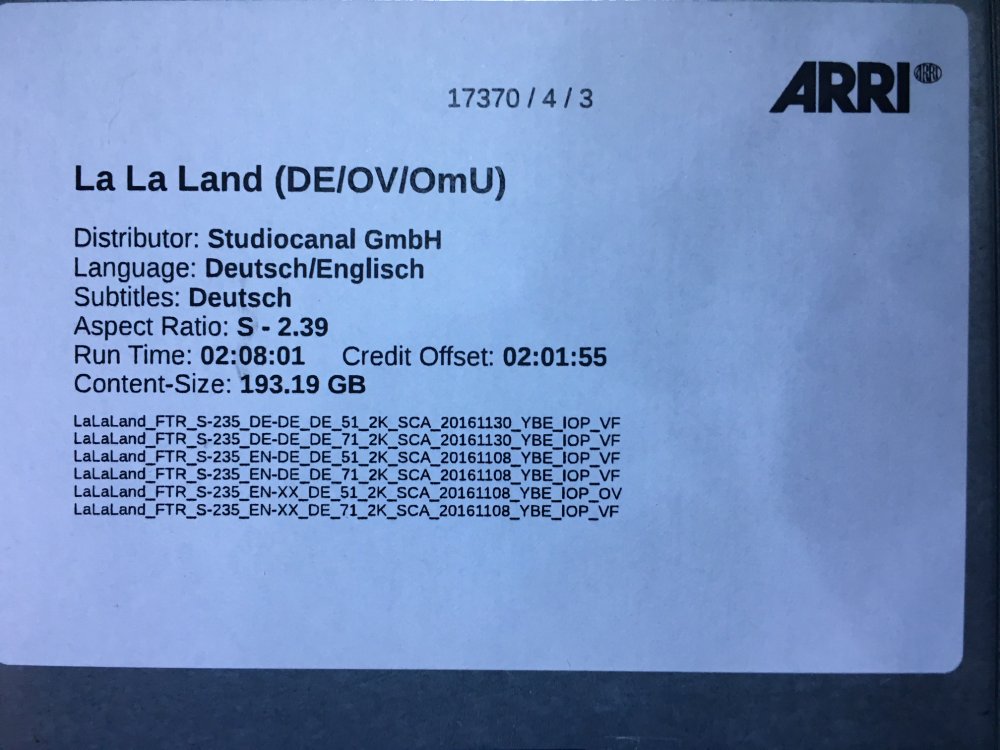 ARRI ARRI
17370 / 4 / 3
La La Land (DE/OV/OmU)
Distributor: Studiocanal GmbH
Language: Deutsch/Englisch
Subtitles: Deutsch
Aspect Ratio: S - 2.39
Run Time: 02:08:01 Credit Offset: 02:01:55
Content-Size: 193.19 GB
LaLaLand_FTR_S-235_DE-DE_DE_51_2K_SCA_20161130_YBE_IOP_VF
LaLaLand_FTR_S-235_DE-DE_DE_71_2K_SCA_20161130_YBE_IOP_VF
LaLaLand_FTR_S-235_EN-DE_DE_51_2K_SCA_20161108_YBE_IOP_VF
LaLaLand_FTR_S-235_EN-DE_DE_71_2K_SCA_20161108_YBE_IOP_VF
LaLaLand_FTR_S-235_EN-XX_DE_51_2K_SCA_20161108_YBE_IOP_OV
LaLaLand_FTR_S-235_EN-XX_DE_71_2K_SCA_20161108_YBE_IOP_VF